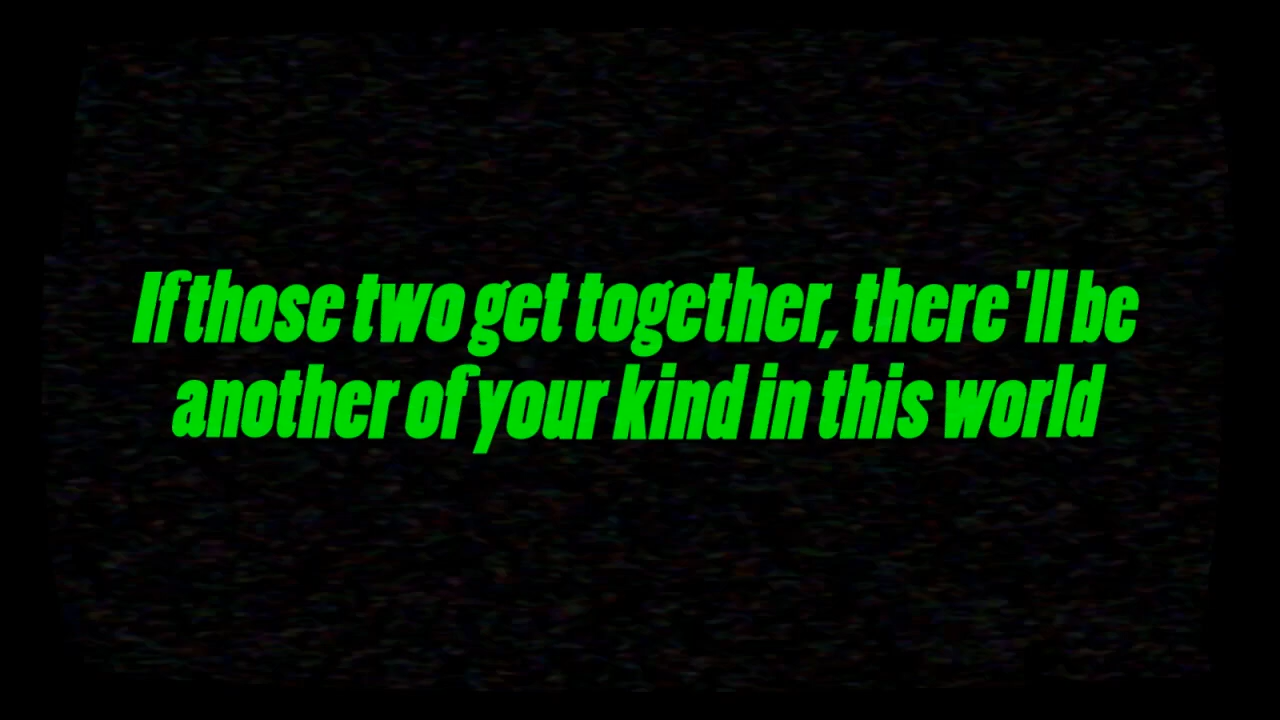 If those two get together, there'll be
another of your kind in this world